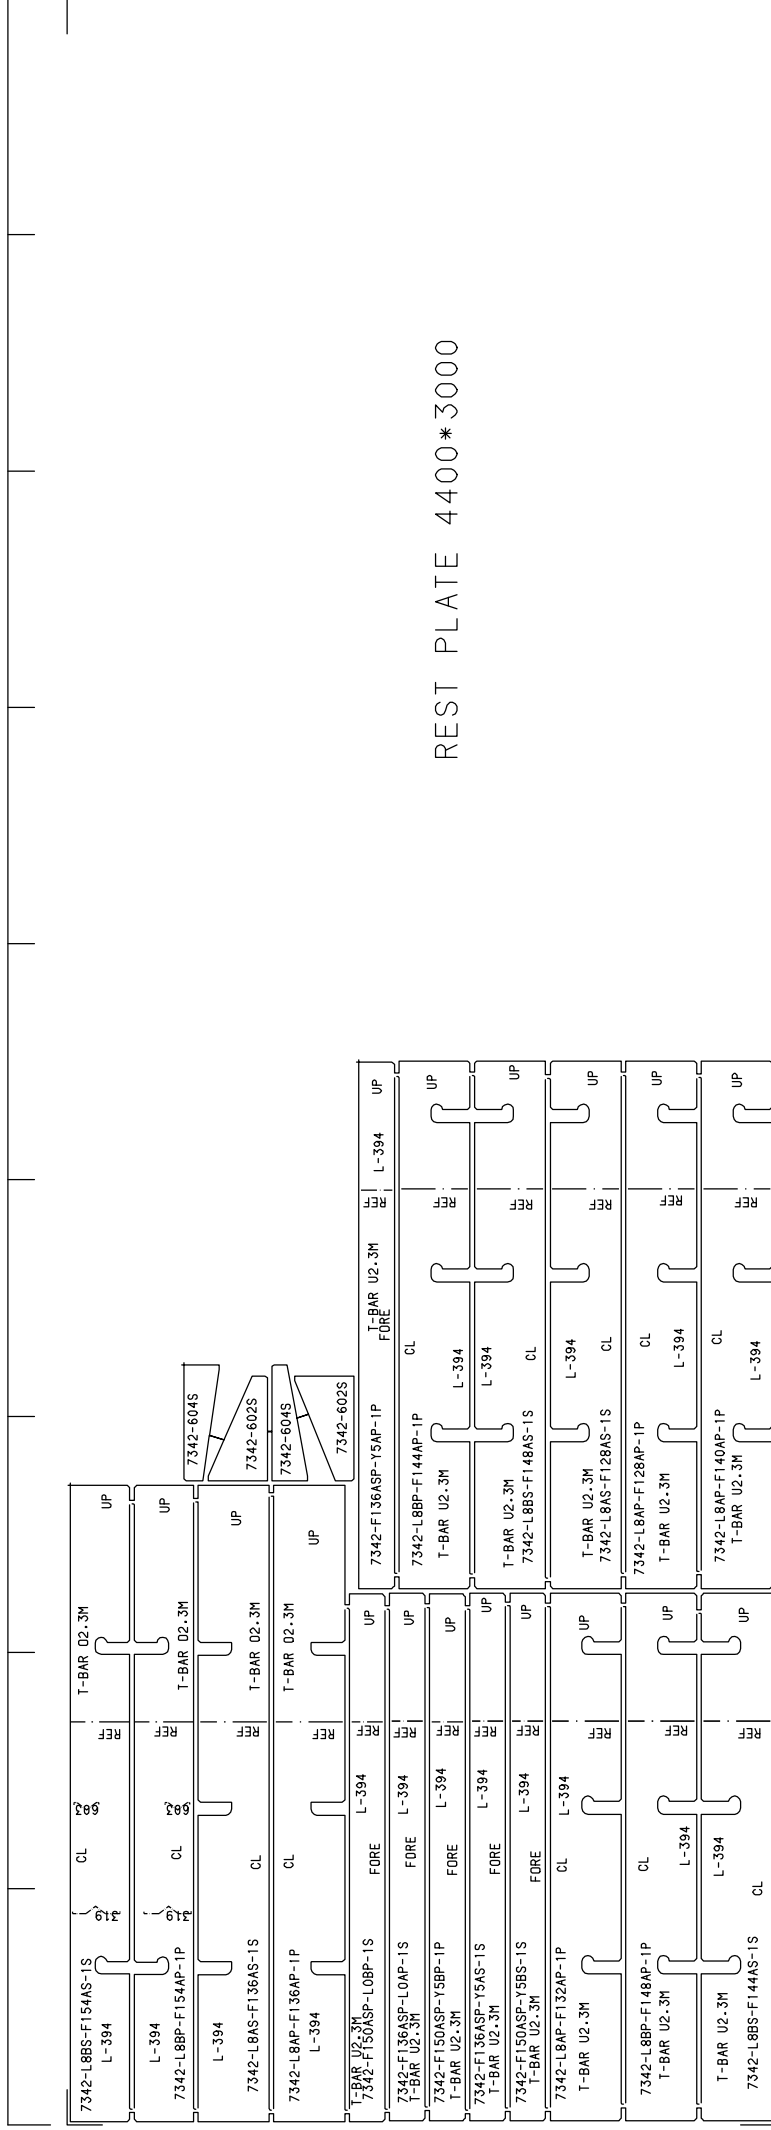 REST PLATE 4400*3000
7342-L8BS-F154AS-1S
L-394
CL
REF
T-BAR O2.3M
UP
L-394
7342-L8BP-F154AP-1P
CL
REF
T-BAR O2.3M
UP
L-394
7342-L8AS-F136AS-1S
CL
REF
T-BAR O2.3M
UP
7342-L8AP-F136AP-1P
L-394
CL
REF
T-BAR O2.3M
UP
7342-604S
7342-602S
7342-604S
7342-602S
T-BAR U2.3M
7342-F150ASP-L0BP-1S
FORE
L-394
REF
UP
7342-F136ASP-L0AP-1S
T-BAR U2.3M
FORE
L-394
REF
UP
7342-F150ASP-Y5BP-1P
T-BAR U2.3M
FORE
L-394
REF
UP
7342-F136ASP-Y5AS-1S
T-BAR U2.3M
FORE
L-394
REF
UP
7342-F150ASP-Y5BS-1S
T-BAR U2.3M
FORE
L-394
REF
UP
7342-L8AP-F132AP-1P
T-BAR U2.3M
CL
L-394
REF
UP
7342-L8BP-F148AP-1P
T-BAR U2.3M
CL
L-394
REF
UP
T-BAR U2.3M
7342-L8BS-F144AS-1S
L-394
CL
REF
UP
7342-F136ASP-Y5AP-1P
T-BAR U2.3M
FORE
REF
L-394
UP
7342-L8BP-F144AP-1P
T-BAR U2.3M
CL
L-394
REF
UP
T-BAR U2.3M
7342-L8BS-F148AS-1S
L-394
CL
REF
UP
T-BAR U2.3M
7342-L8AS-F128AS-1S
L-394
CL
REF
UP
7342-L8AP-F128AP-1P
T-BAR U2.3M
CL
L-394
REF
UP
7342-L8AP-F140AP-1P
T-BAR U2.3M
CL
L-394
REF
UP